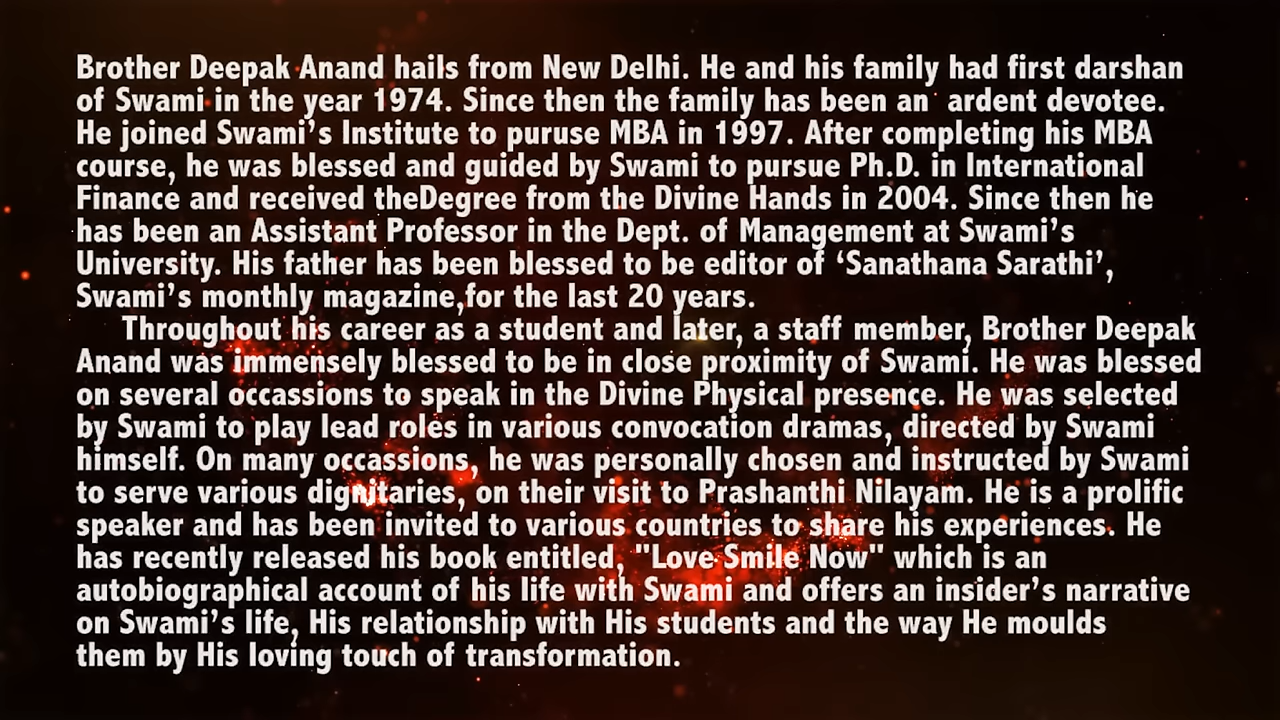 Brother Deepak Anand hails from New Delhi. He and his family had first darshan
of Swami in the year 1974. Since then the family has been an ardent devotee.
He joined Swami’s Institute to puruse MBA in 1997. After completing his MBA
course, he was blessed and guided by Swami to pursue Ph.D. in International
Finance and received theDegree from the Divine Hands in 2004. Since then he
has been an Assistant Professor in the Dept. of Management at Swami’s
University. His father has been blessed to be editor of ‘Sanathana Sarathi’,
Swami’s monthly magazine,for the last 20 years.
Throughout his career as a student and later, a staff member, Brother Deepak
Anand was immensely blessed to be in close proximity of Swami. He was blessed
on several occassions to speak in the Divine Physical presence. He was selected
by Swami to play lead roles in various convocation dramas, directed by Swami
himself. On many occassions, he was personally chosen and instructed by Swami
to serve various dignitaries, on their visit to Prashanthi Nilayam. He is a prolific
speaker and has been invited to various countries to share his experiences. He
has recently released his book entitled, "Love Smile Now" which is an
autobiographical account of his life with Swami and offers an insider’s narrative
on Swami’s life, His relationship with His students and the way He moulds
them by His loving touch of transformation.